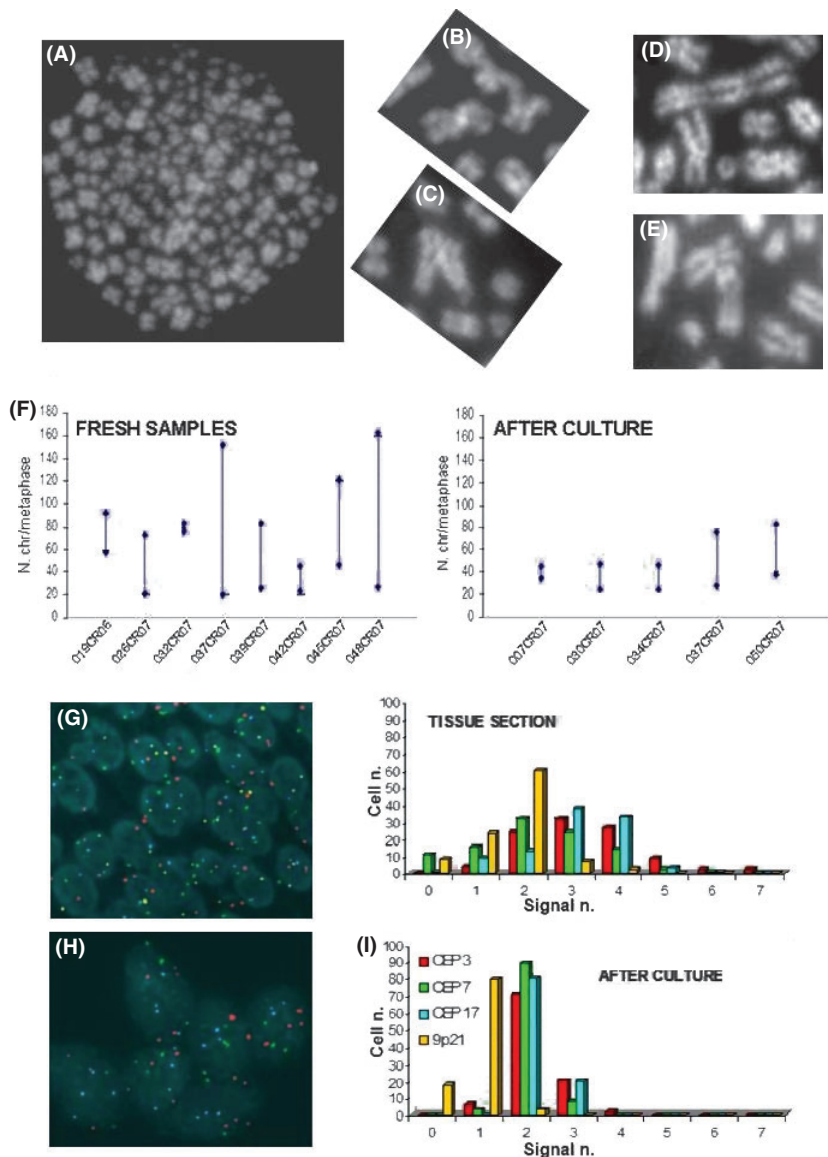 (A)
(B)
(C)
(D)
(E)
(F)
FRESH SAMPLES
N. chr/metaphase
180
160
140
120
100
80
60
40
20
0
019CR06
026CR07
032CR07
037CR07
039CR07
042CR07
045CR07
048CR07
AFTER CULTURE
N. chr/metaphase
180
160
140
120
100
80
60
40
20
0
007CR07
030CR07
034CR07
037CR07
050CR07
(G)
TISSUE SECTION
Cell n.
100
90
80
70
60
50
40
30
20
10
0
0 1 2 3 4 5 6 7
Signal n.
(H)
(I)
AFTER CULTURE
CEP 3
CEP 7
CEP 17
9p21
Cell n.
100
90
80
70
60
50
40
30
20
10
0
0 1 2 3 4 5 6 7
Signal n.